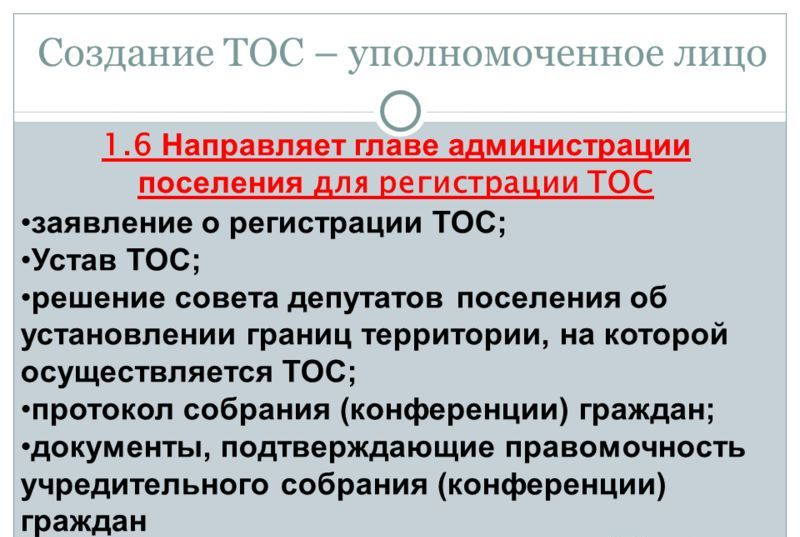 Создание ТОС – уполномоченное лицо
1.6 Направляет главе администрации
поселения для регистрации ТОС
•заявление о регистрации ТОС;
•Устав ТОС;
•решение совета депутатов поселения об
установлении границ территории, на которой
осуществляется ТОС;
•протокол собрания (конференции) граждан;
•документы, подтверждающие правомочность
учредительного собрания (конференции)
граждан